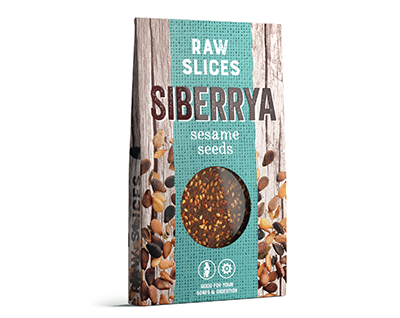 RAW
SLICES
SIBERRYA
sesame
seeds
GOOD FOR YOUR
BONES & DIGESTION
RAW SLICES